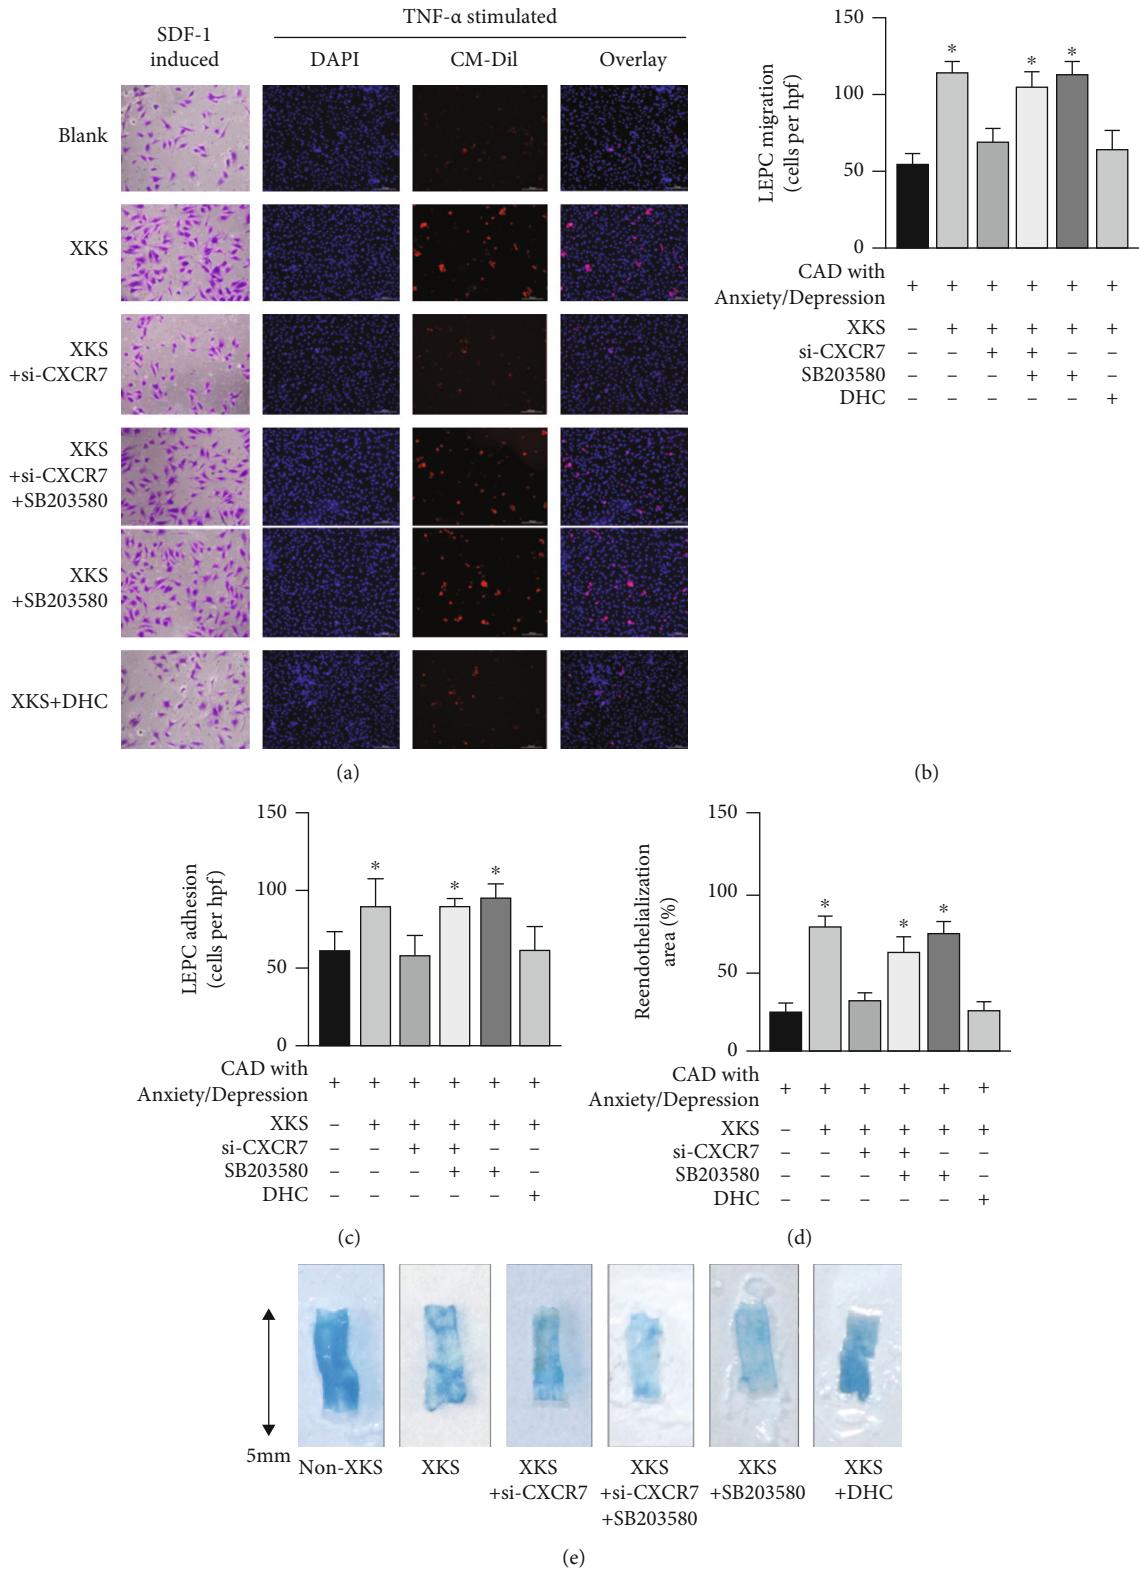 SDF-1
induced
TNF-α stimulated
DAPI
CM-Dil
Overlay
Blank
XKS
XKS
+si-CXCR7
XKS
+si-CXCR7
+SB203580
XKS
+SB203580
XKS+DHC
(a)
LEPC migration
(cells per hpf)
150
100
50
0
* * *
CAD with
Anxiety/Depression + + + + + +
XKS – + + + + +
si-CXCR7 – – + + – –
SB203580 – – – + + –
DHC – – – – – +
(b)
LEPC adhesion
(cells per hpf)
150
100
50
0
* * *
CAD with
Anxiety/Depression + + + + + +
XKS – + + + + +
si-CXCR7 – – + + – –
SB203580 – – – + + –
DHC – – – – – +
(c)
Reendothelialization
area (%)
150
100
50
0
* * *
CAD with
Anxiety/Depression + + + + + +
XKS – + + + + +
si-CXCR7 – – + + – –
SB203580 – – – + + –
DHC – – – – – +
(d)
5mm
Non-XKS
XKS
XKS
+si-CXCR7
XKS
+si-CXCR7
+SB203580
XKS
+SB203580
XKS
+DHC
(e)